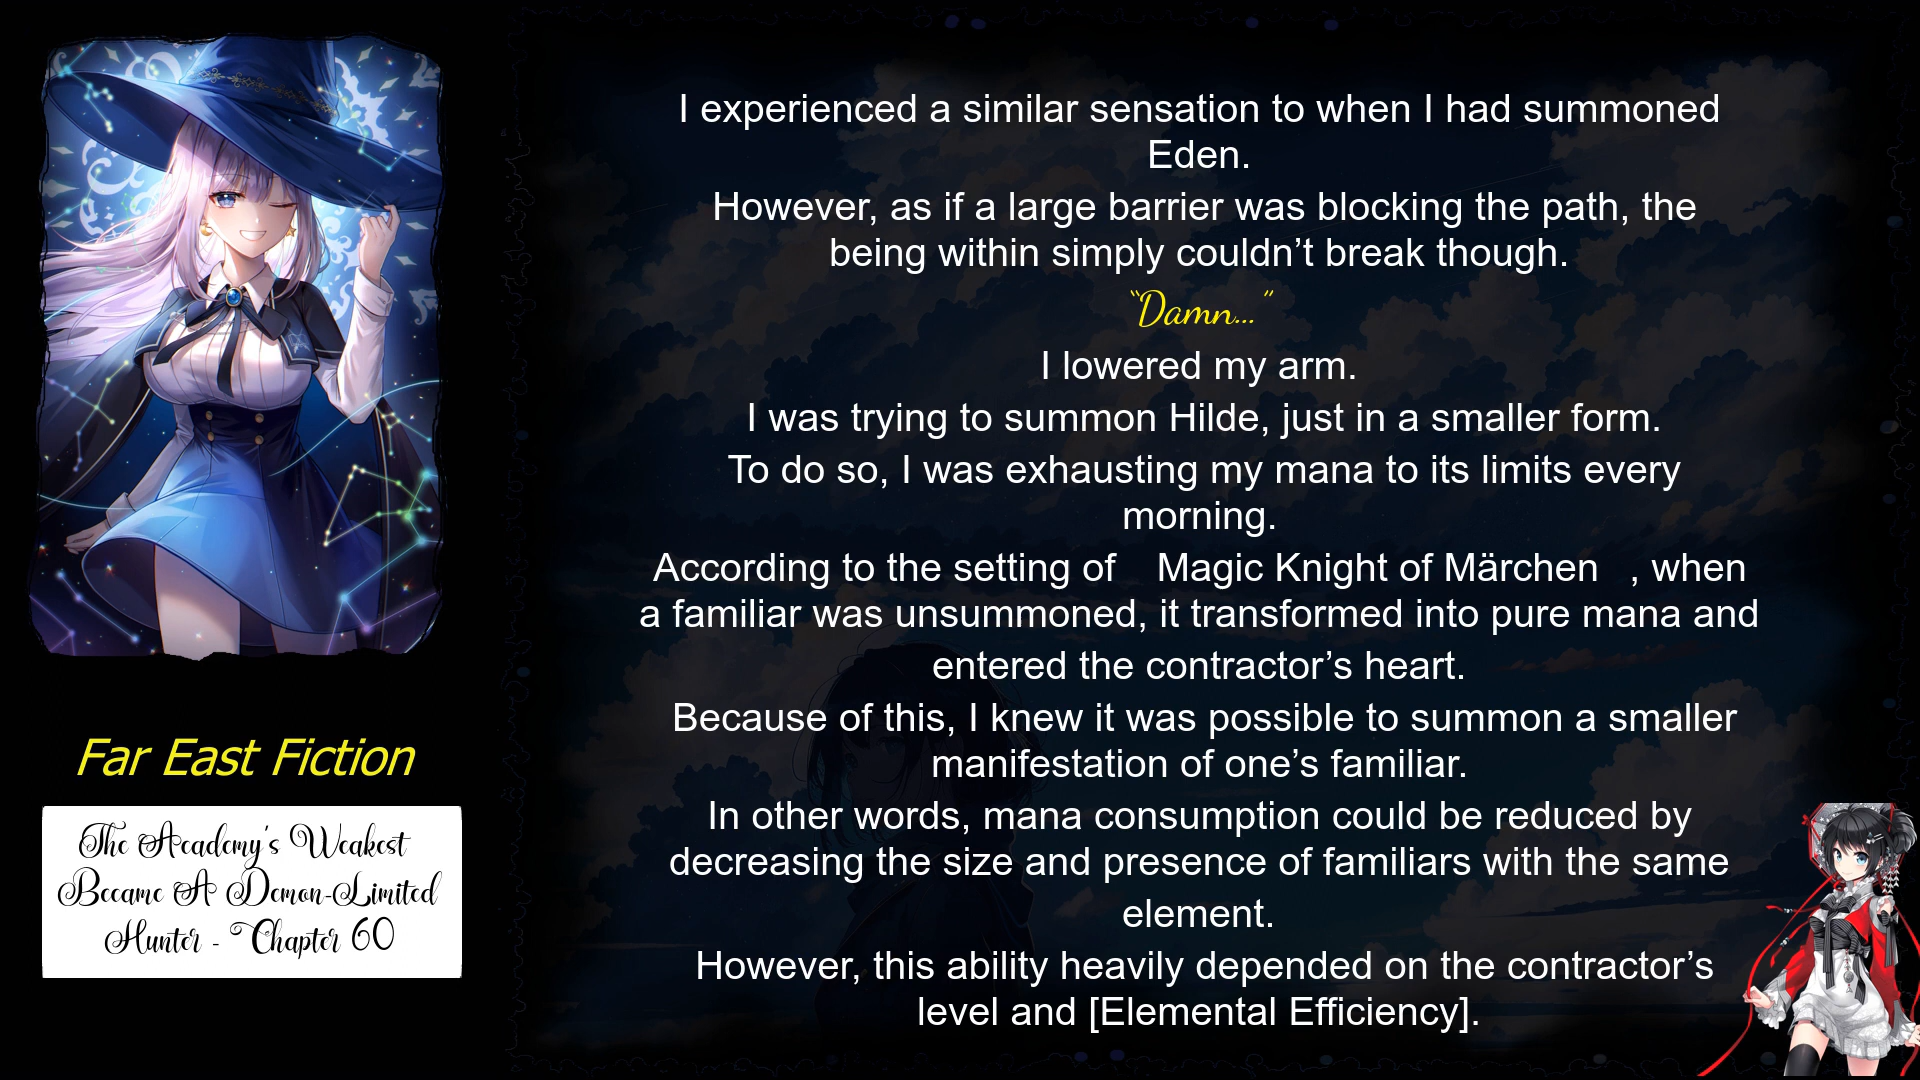 I experienced a similar sensation to when I had summoned
Eden.
However, as if a large barrier was blocking the path, the
being within simply couldn’t break though.
“Damn…”
I lowered my arm.
I was trying to summon Hilde, just in a smaller form.
To do so, I was exhausting my mana to its limits every
morning.
According to the setting of Magic Knight of Märchen , when
a familiar was unsummoned, it transformed into pure mana and
entered the contractor’s heart.
Because of this, I knew it was possible to summon a smaller
manifestation of one’s familiar.
In other words, mana consumption could be reduced by
decreasing the size and presence of familiars with the same
element.
However, this ability heavily depended on the contractor’s
level and [Elemental Efficiency].
Far East Fiction
The Academy's Weakest
Became A Demon-Limited
Hunter - Chapter 60